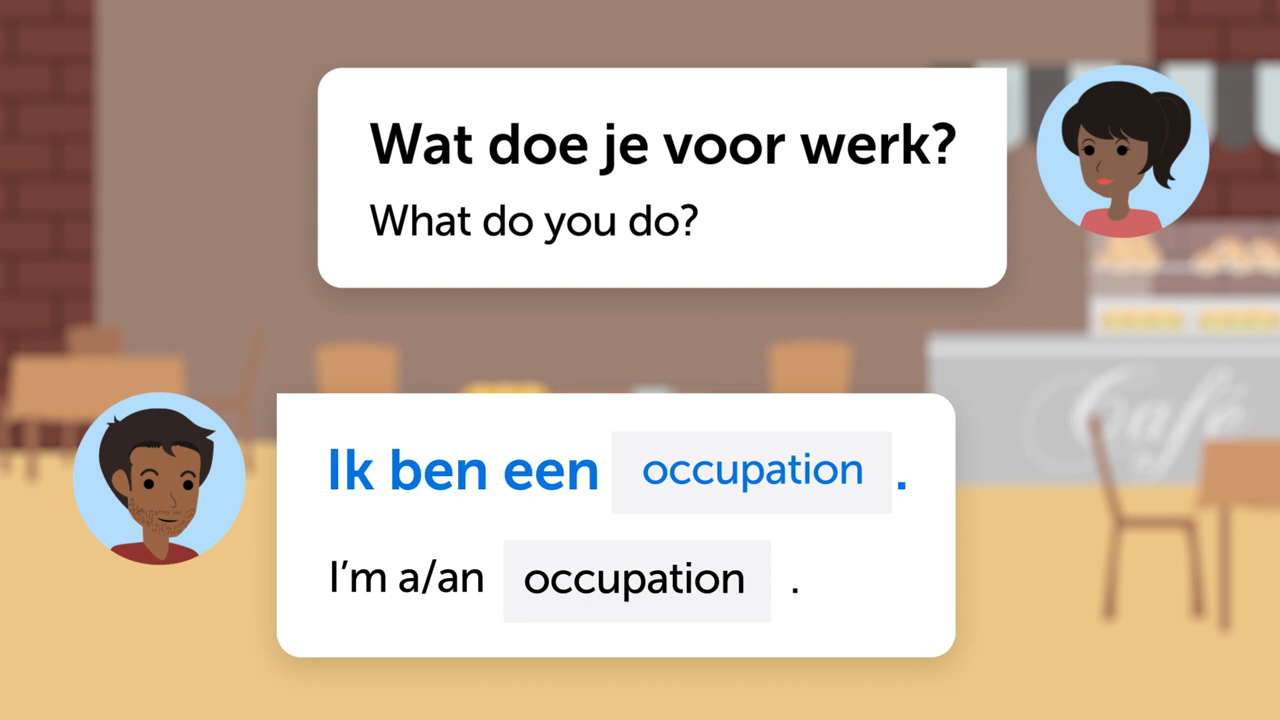 Wat doe je voor werk?
What do you do?
Ik ben een occupation.
I'm a/an occupation .
Café